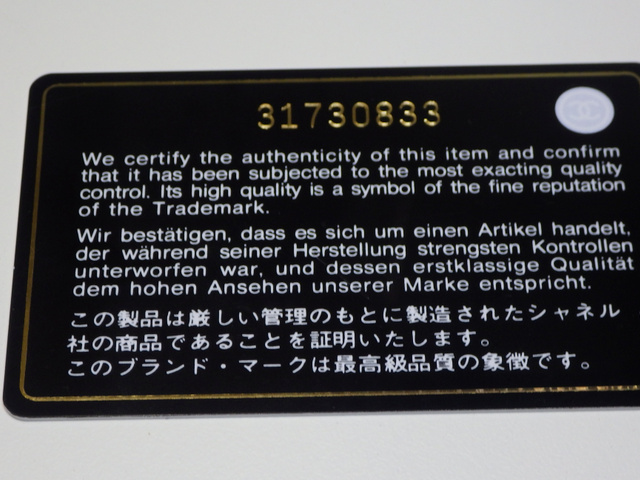 31730833
We certify the authenticity of this item and confirm
that it has been subjected to the most exacting quality
control. Its high quality is a symbol of the fine reputation
of the Trademark.
Wir bestätigen, dass es sich um einen Artikel handelt,
der während seiner Herstellung strengsten Kontrollen
unterworfen war, und dessen erstklassige Qualität
dem hohen Ansehen unserer Marke entspricht.
この製品は厳しい管理のもとに製造されたシャネル
社の商品であることを証明いたします。
このブランド・マークは最高級品質の象徴です。